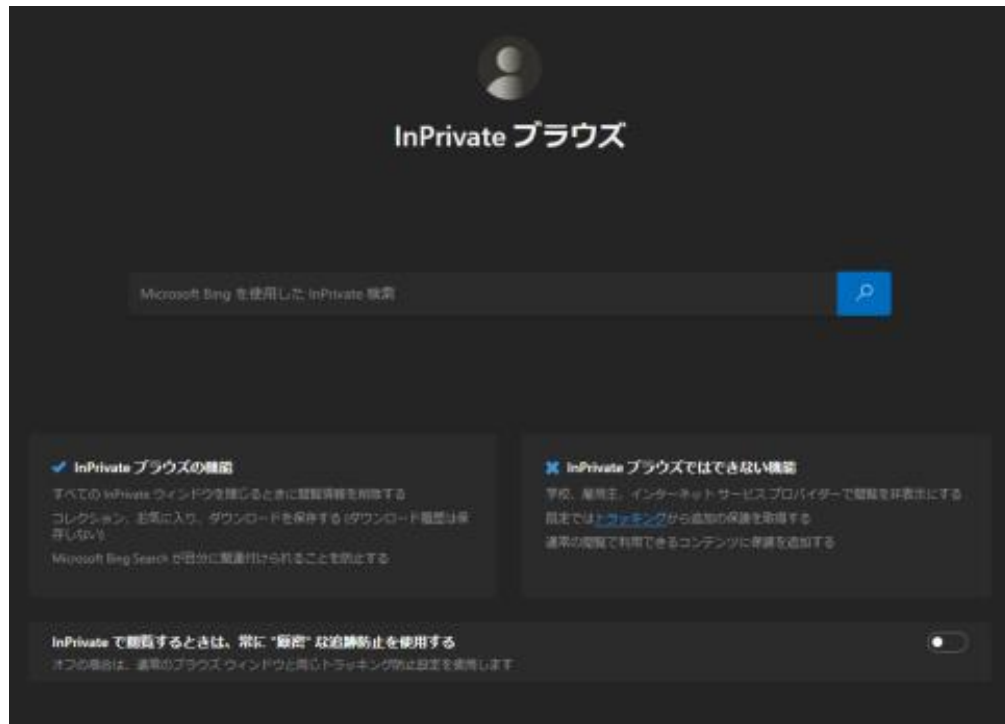 InPrivate ブラウズ
Microsoft Bing を使用した InPrivate 検索
InPrivate ブラウズの機能
すべての InPrivate ウィンドウを閉じるときに閲覧情報を削除する
コレクション、お気に入り、ダウンロードを保存する (ダウンロード履歴は保
存しない)
Microsoft Bing Search が自分に関連付けられることを防止する
InPrivate ブラウズではできない機能
学校、雇用主、インターネット サービス プロバイダーで閲覧を非表示にする
既定ではトラッキングから追加の保護を取得する
通常の閲覧で利用できるコンテンツに保護を追加する
InPrivate で閲覧するときは、常に "厳密" な追跡防止を使用する
オフの場合は、通常のブラウズ ウィンドウと同じトラッキング防止設定を使用します